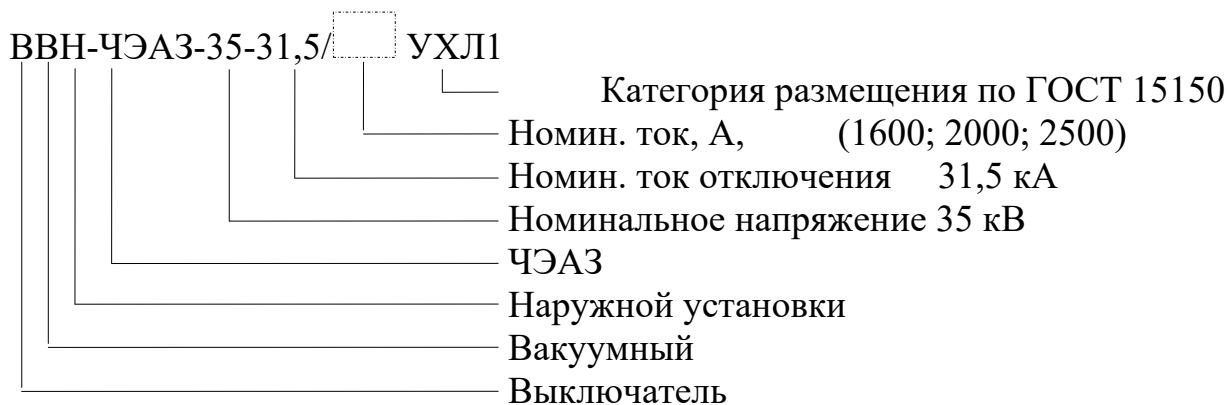 ВВН-ЧЭАЗ-35-31,5/ УХЛ1
Категория размещения по ГОСТ 15150
Номин. ток, А, (1600; 2000; 2500)
Номин. ток отключения 31,5 кА
Номинальное напряжение 35 кВ
ЧЭАЗ
Наружной установки
Вакуумный
Выключатель